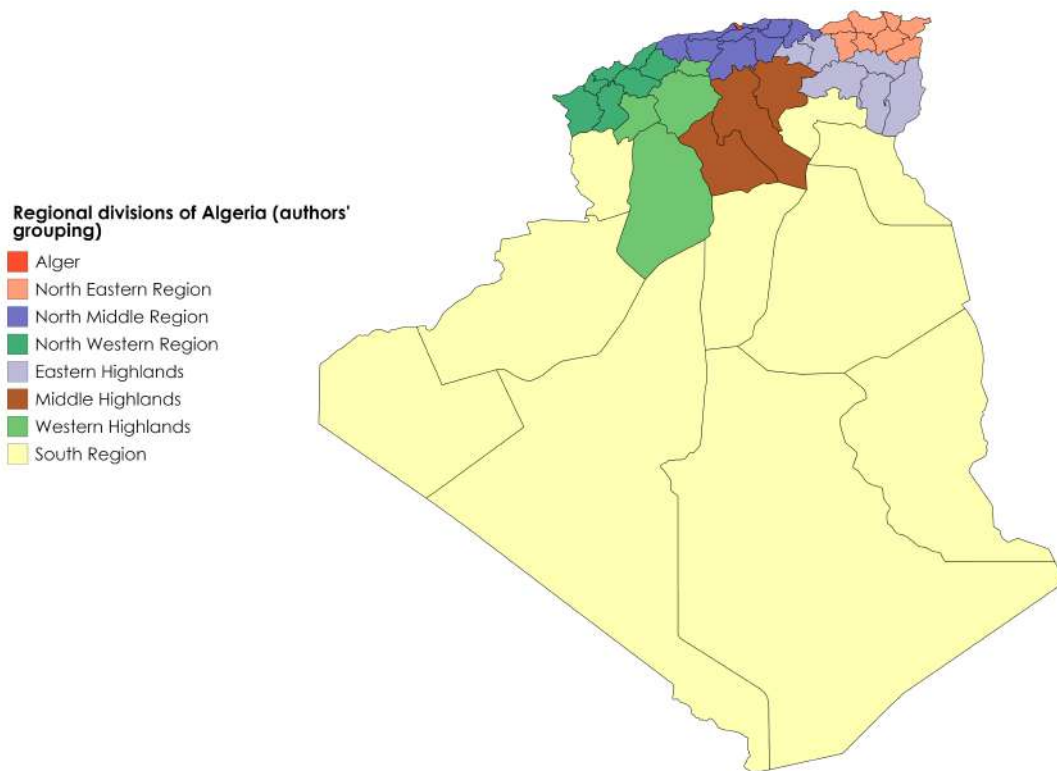 Regional divisions of Algeria (authors'
grouping)
Alger
North Eastern Region
North Middle Region
North Western Region
Eastern Highlands
Middle Highlands
Western Highlands
South Region